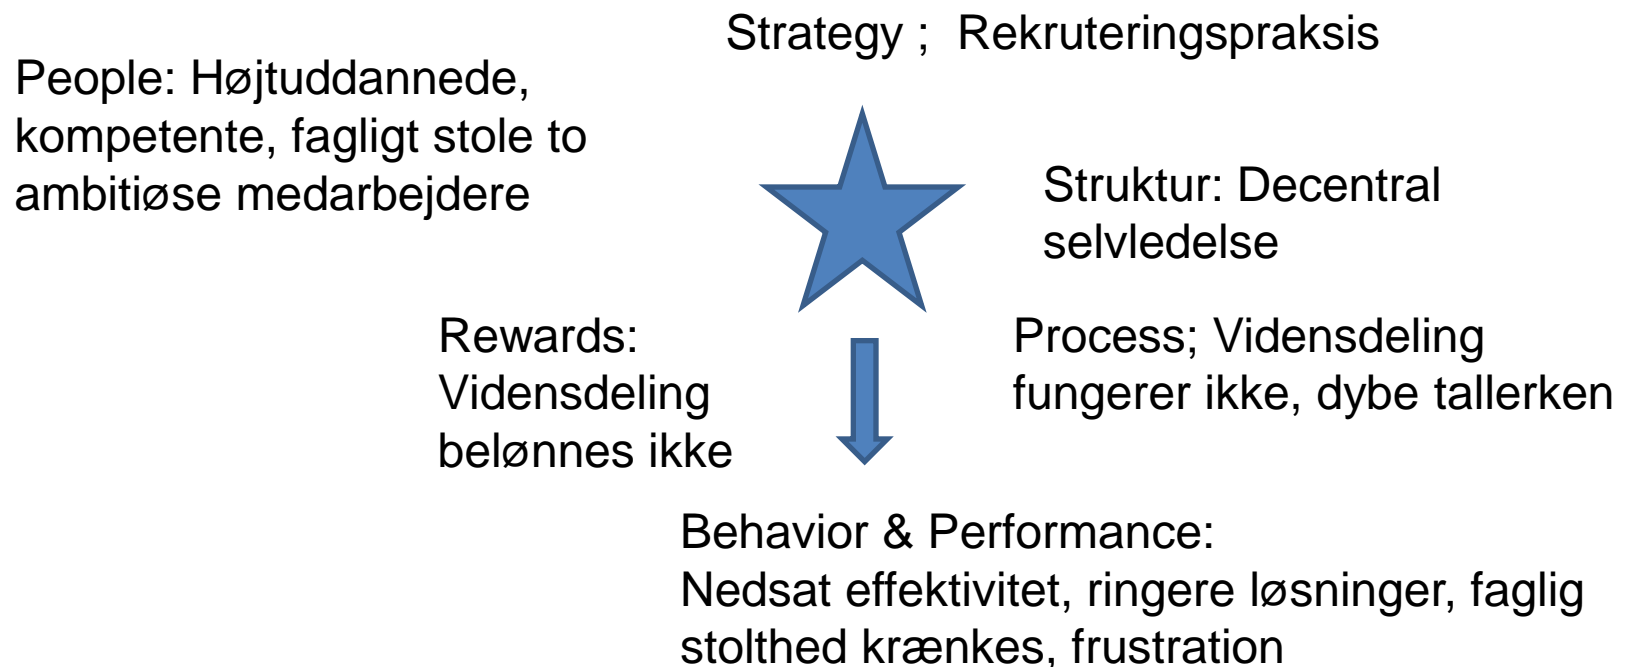 Strategy ;  Rekruteringspraksis
People: Højtuddannede,
kompetente, fagligt stole to
ambitiøse medarbejdere
Struktur: Decentral
selvledelse
Rewards:
Vidensdeling
belønnes ikke
Process; Vidensdeling
fungerer ikke, dybe tallerken
Behavior & Performance:
Nedsat effektivitet, ringere løsninger, faglig
stolthed krænkes, frustration